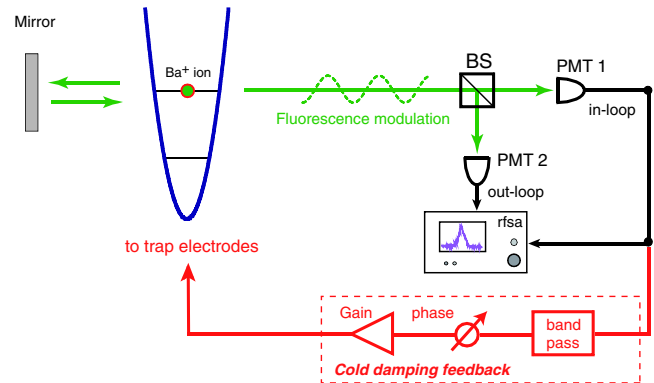 Mirror
Ba⁺ ion
BS
PMT 1
in-loop
Fluorescence modulation
PMT 2
out-loop
rfsa
to trap electrodes
Gain
phase
band
pass
Cold damping feedback